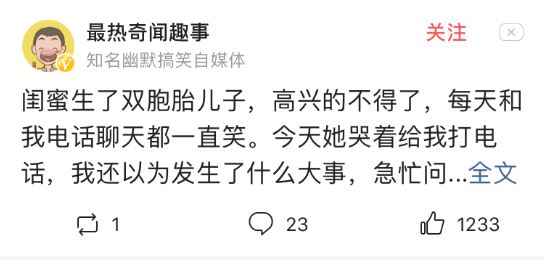 最热奇闻趣事
关注
知名幽默搞笑自媒体
闺蜜生了双胞胎儿子，高兴的不得了，每天和
我电话聊天都一直笑。今天她哭着给我打电
话，我还以为发生了什么大事，急忙问...全文
1
23
1233